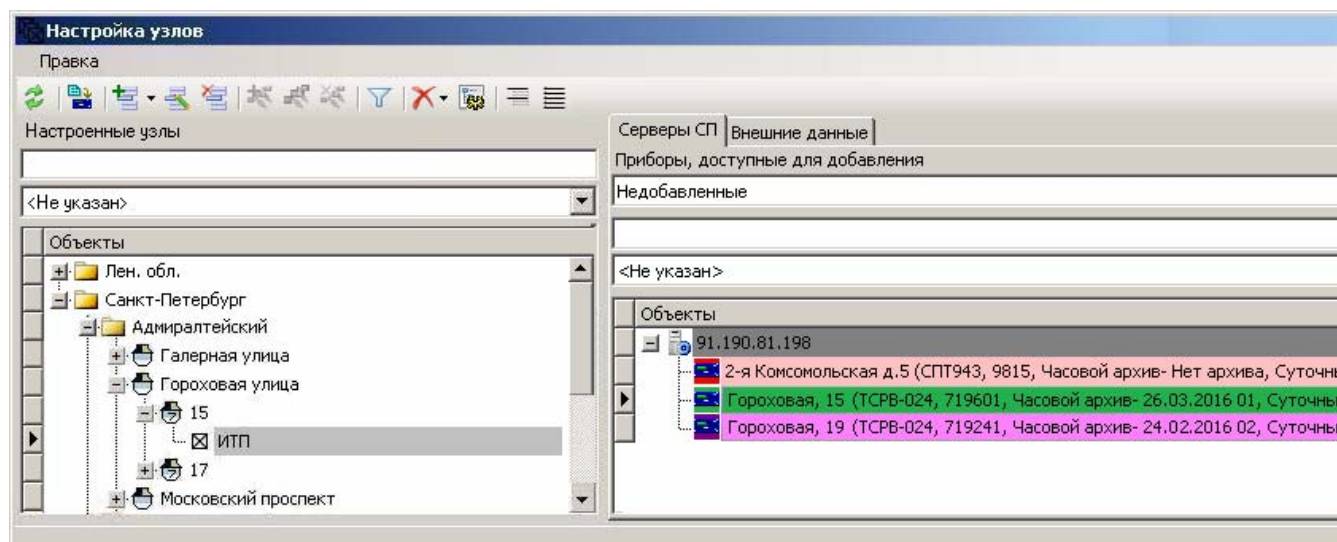 Настройка узлов
Правка
Настроенные узлы
<Не указан>
Объекты
Лен. обл.
Санкт-Петербург
Адмиралтейский
Галерная улица
Гороховая улица
15
ИТП
17
Московский проспект
Серверы СП
Внешние данные
Приборы, доступные для добавления
Недобавленные
<Не указан>
Объекты
91.190.81.198
2-я Комсомольская д.5 (СПТ943, 9815, Часовой архив- Нет архива, Суточн
Гороховая, 15 (ТСРВ-024, 719601, Часовой архив- 26.03.2016 01, Суточны
Гороховая, 19 (ТСРВ-024, 719241, Часовой архив- 24.02.2016 02, Суточны